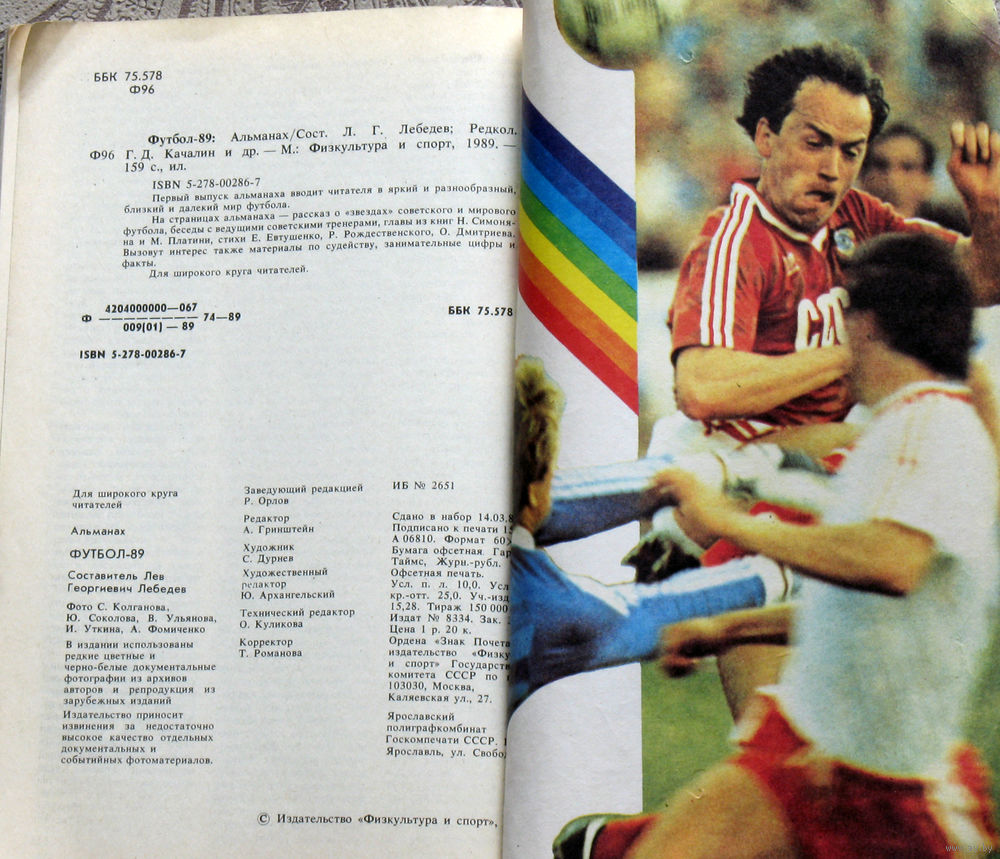 ББК 75.578
Ф96
Футбол-89: Альманах/Сост. Л. Г. Лебедев; Редкол.
Ф96 Г. Д. Качалин и др. — М.: Физкультура и спорт, 1989. —
159 с., ил.
ISBN 5-278-00286-7
Первый выпуск альманаха вводит читателя в яркий и разнообразный,
близкий и далекий мир футбола.
На страницах альманаха — рассказ о «звездах» советского и мирового
футбола, беседы с ведущими советскими тренерами, главы из книг Н. Симоня-
на и М. Платини, стихи Е. Евтушенко, Р. Рождественского, О. Дмитриева.
Вызовут интерес также материалы по судейству, занимательные цифры и
факты.
Для широкого круга читателей.
4204000000—067
Ф 74—89
009(01) — 89
ББК 75.578
ISBN 5-278-00286-7
Для широкого круга
читателей
Альманах
ФУТБОЛ-89
Составитель Лев
Георгиевич Лебедев
Фото С. Колганова,
Ю. Соколова, В. Ульянова,
И. Уткина, А. Фомиченко
В издании использованы
редкие цветные и
черно-белые документальные
фотографии из архивов
авторов и репродукция из
зарубежных изданий
Издательство приносит
извинения за недостаточно
высокое качество отдельных
документальных и
событийных фотоматериалов.
Заведующий редакцией
Р. Орлов
Редактор
А. Гринштейн
Художник
С. Дурнев
Художественный
редактор
Ю. Архангельский
Технический редактор
О. Куликова
Корректор
Т. Романова
ИБ № 2651
Сдано в набор 14.03.8
Подписано к печати 15
А 06810. Формат 60
Бумага офсетная Гар
Таймс, Журн.-рубл.
Офсетная печать.
Усл. п. л. 10,0. Усл
кр.-отт. 25,0. Уч.-изд
15,28. Тираж 150 000
Издат № 8334. Зак.
Цена 1 р. 20 к.
Ордена «Знак Почета
издательство «Физку
и спорт» Государств
комитета СССР по
103030, Москва,
Каляевская ул., 27.
Ярославский
полиграфкомбинат
Госкомпечати СССР.
Ярославль, ул. Свобо
© Издательство «Физкультура и спорт»,
ССС